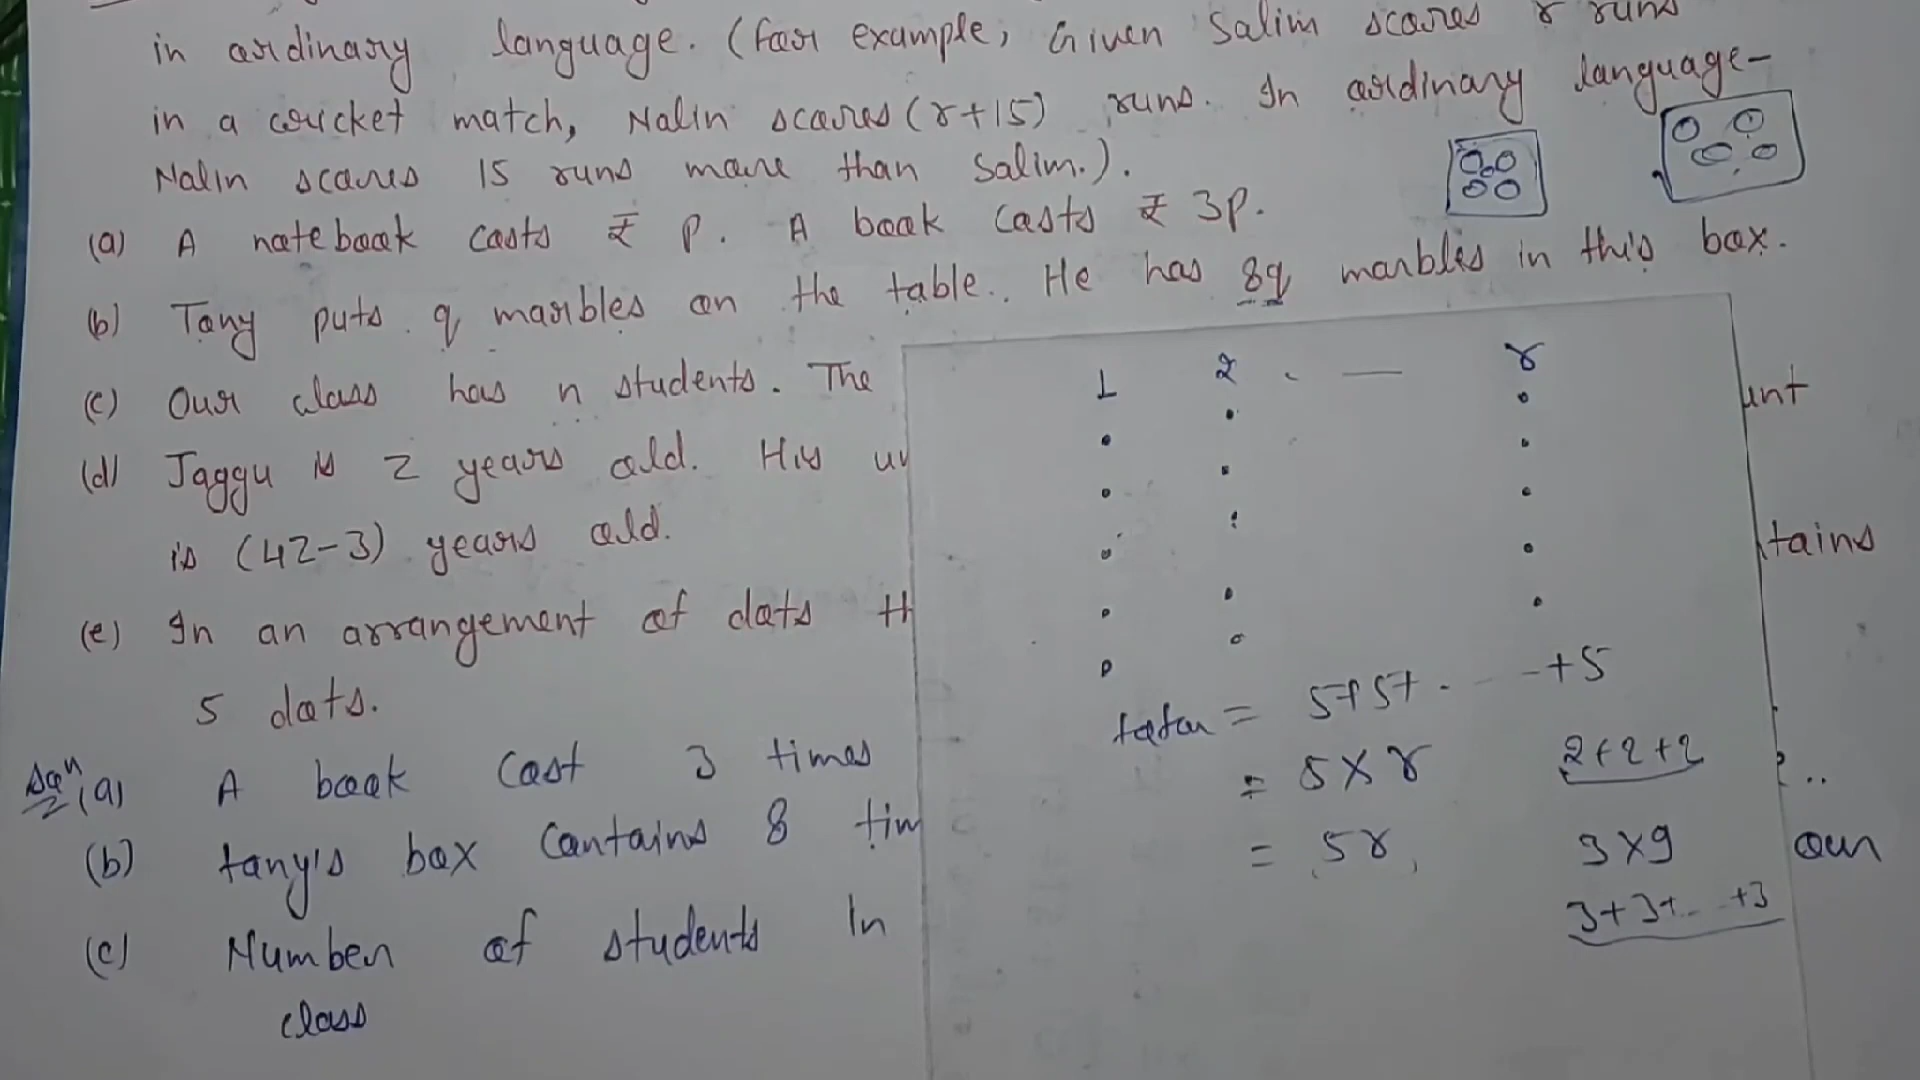 in ordinary language. (For example, Given Salim scores r runs
in a cricket match, Nalin scores (r+15) runs. In ordinary language-
Nalin scores 15 runs more than Salim.).
(a) A note book costs ₹ p. A book costs ₹ 3p.
(b) Tony puts q marbles on the table. He has 8q marbles in this box.
(c) Our class has n students. The
(d) Jaggu is z years old. His
is (4z-3) years old.
(e) In an arrangement of dots
5 dots.
tains
1 2 . — r
total = 5+5+. - - +5
= 5×r
= 5r
2+2+2
3×9
3+3+.. .+3
Soln (a) A book cost 3 times
(b) tony's box contains 8
(c) Number of students In our
class